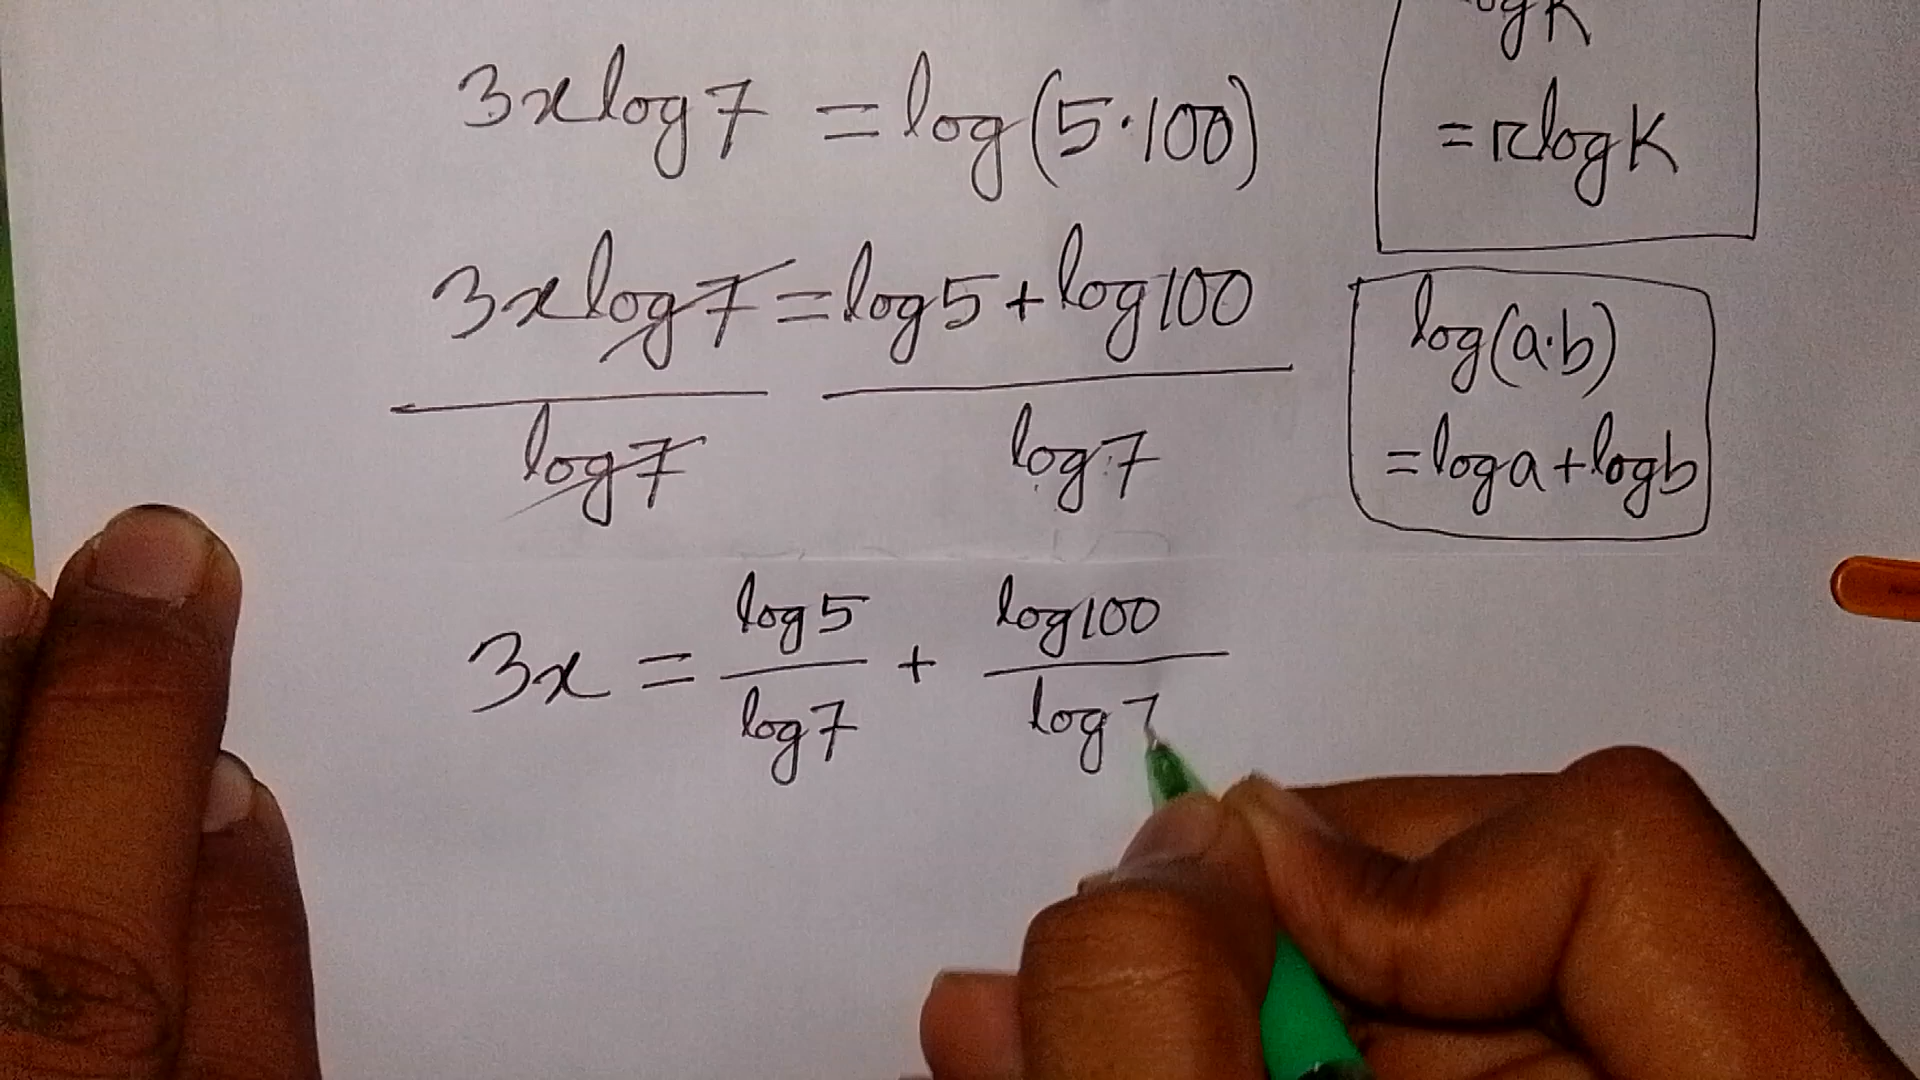 3x log 7 = log(5·100)
3x log 7 = log 5 + log 100
log 7 log 7
3x = log 5 / log 7 + log 100 / log 7
log K
= r log K
log(a·b)
= log a + log b